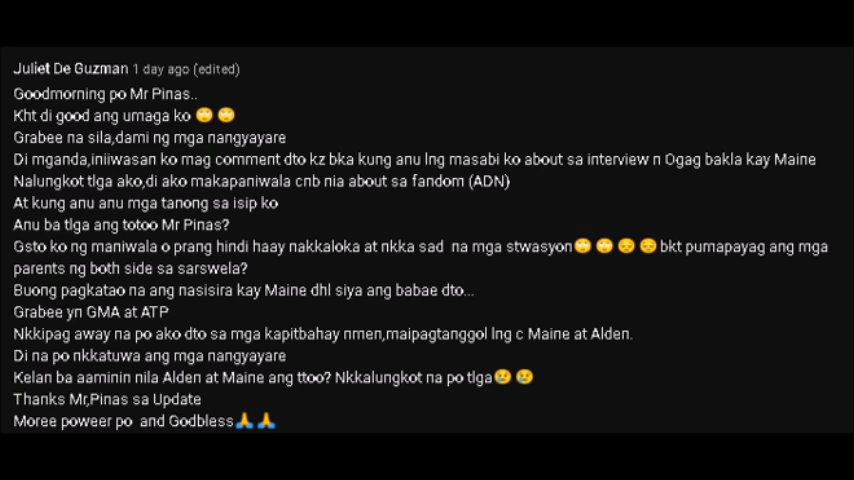 Juliet De Guzman 1 day ago (edited)
Goodmorning po Mr Pinas..
Kht di good ang umaga ko 🙄 🙄
Grabee na sila,dami ng mga nangyayare
Di mganda,iniiwasan ko mag comment dto kz bka kung anu lng masabi ko about sa interview n Ogag bakla kay Maine
Nalungkot tlga ako,di ako makapaniwala cnb nia about sa fandom (ADN)
At kung anu anu mga tanong sa isip ko
Anu ba tlga ang totoo Mr Pinas?
Gsto ko ng maniwala o prang hindi haay nakkaloka at nkka sad na mga stwasyon🙄 🙄 😔 😔 bkt pumapayag ang mga
parents ng both side sa sarswela?
Buong pagkatao na ang nasisira kay Maine dhl siya ang babae dto...
Grabee yn GMA at ATP
Nkkipag away na po ako dto sa mga kapitbahay nmen,maipagtanggol lng c Maine at Alden.
Di na po nkkatuwa ang mga nangyayare
Kelan ba aaminin nila Alden at Maine ang ttoo? Nkkalungkot na po tlga😢 😢
Thanks Mr,Pinas sa Update
Moree poweer po and Godbless🙏 🙏